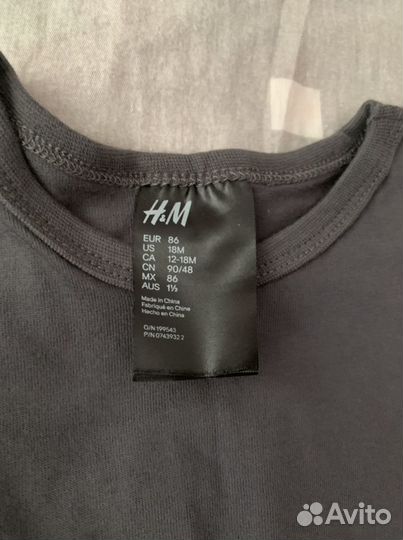 H&M
EUR 86
US 18M
CA 12-18M
CN 90/48
MX 86
AUS 1½
Made in China
Fabriqué en Chine
Hecho en China
O/N 199543
P/N 0743932 2
Avito